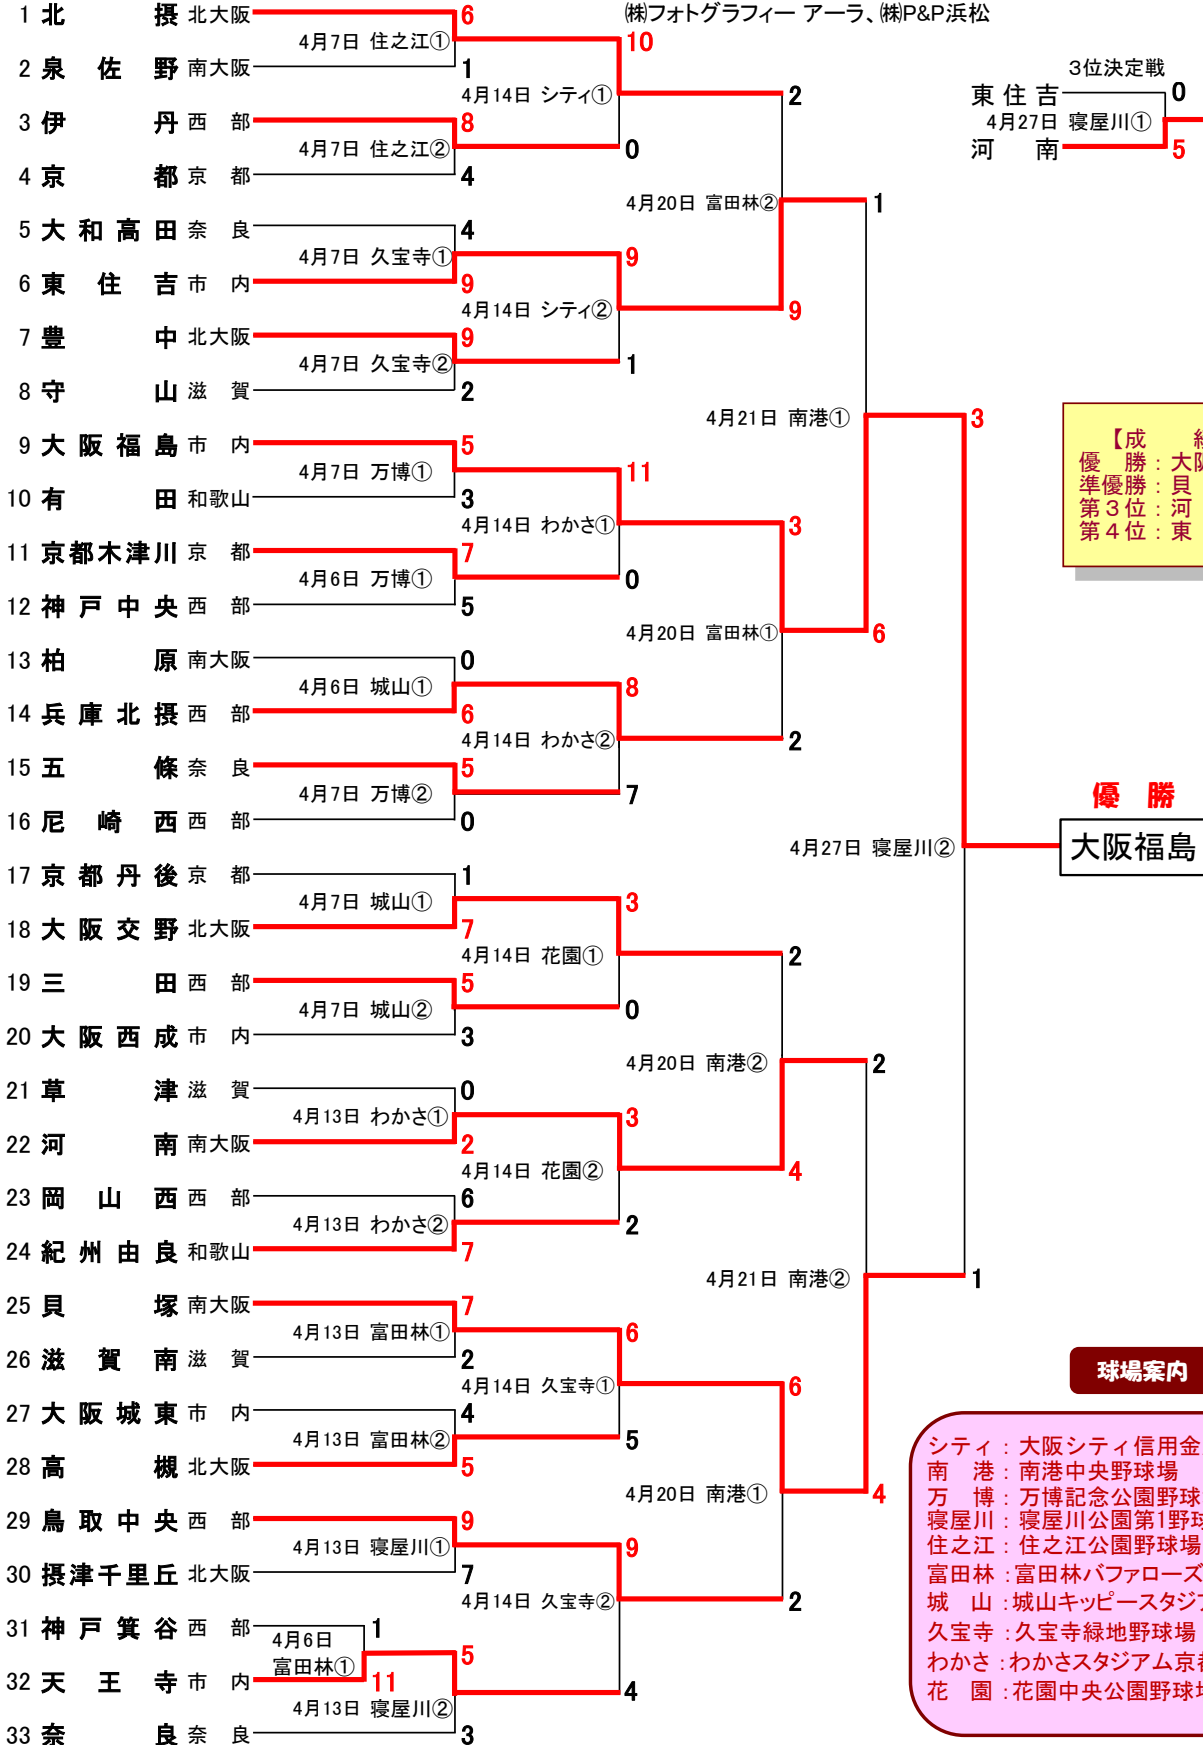 ㈱フォトグラフィー アーラ、㈱P&P浜松
1 北摂 北大阪 6
4月7日 住之江① 10
2 泉佐野 南大阪 1
4月14日 シティ① 2
3 伊丹 西部 8
4月7日 住之江② 0
4 京都 京都 4
4月20日 富田林② 1
5 大和高田 奈良 4
4月7日 久宝寺① 9
6 東住吉 市内 9
4月14日 シティ② 9
7 豊中 北大阪 9
4月7日 久宝寺② 1
8 守山 滋賀 2
4月21日 南港① 3
9 大阪福島 市内 5
4月7日 万博① 11
10 有田 和歌山 3
4月14日 わかさ① 3
11 京都木津川 京都 7
4月6日 万博① 0
12 神戸中央 西部 5
4月20日 富田林① 6
13 柏原 南大阪 0
4月6日 城山① 8
14 兵庫北摂 西部 6
4月14日 わかさ② 2
15 五條 奈良 5
4月7日 万博② 7
16 尼崎西 西部 0
4月27日 寝屋川②
17 京都丹後 京都 1
4月7日 城山① 3
18 大阪交野 北大阪 7
4月14日 花園① 2
19 三田 西部 5
4月7日 城山② 0
20 大阪西成 市内 3
4月20日 南港② 2
21 草津 滋賀 0
4月13日 わかさ① 3
22 河南 南大阪 2
4月14日 花園② 4
23 岡山西 西部 6
4月13日 わかさ② 2
24 紀州由良 和歌山 7
4月21日 南港② 1
25 貝塚 南大阪 7
4月13日 富田林① 6
26 滋賀南 滋賀 2
4月14日 久宝寺① 6
27 大阪城東 市内 4
4月13日 富田林② 5
28 高槻 北大阪 5
4月20日 南港① 4
29 鳥取中央 西部 9
4月13日 寝屋川① 9
30 摂津千里丘 北大阪 7
4月14日 久宝寺② 2
31 神戸箕谷 西部 1
4月6日
富田林① 5
32 天王寺 市内 11
4月13日 寝屋川② 4
33 奈良 奈良 3
3位決定戦
東住吉 0
4月27日 寝屋川①
河南 5
【成
優勝：大阪
準優勝：貝
第3位：河
第4位：東
優勝
大阪福島
球場案内
シティ：大阪シティ信用金
南港：南港中央野球場
万博：万博記念公園野球
寝屋川：寝屋川公園第1野球
住之江：住之江公園野球場
富田林：富田林バファローズ
城山：城山キッピースタジア
久宝寺：久宝寺緑地野球場
わかさ：わかさスタジアム京都
花園：花園中央公園野球場